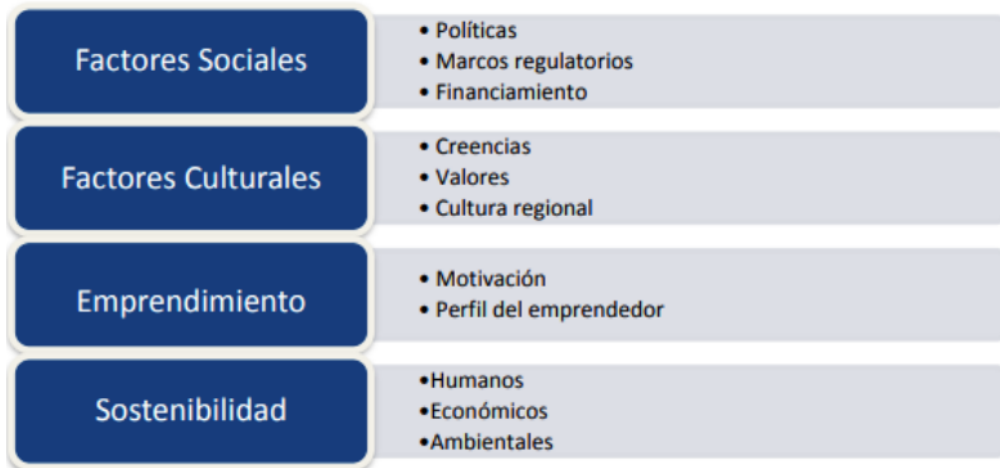 Factores Sociales
• Políticas
• Marcos regulatorios
• Financiamiento
Factores Culturales
• Creencias
• Valores
• Cultura regional
Emprendimiento
• Motivación
• Perfil del emprendedor
Sostenibilidad
•Humanos
•Económicos
•Ambientales